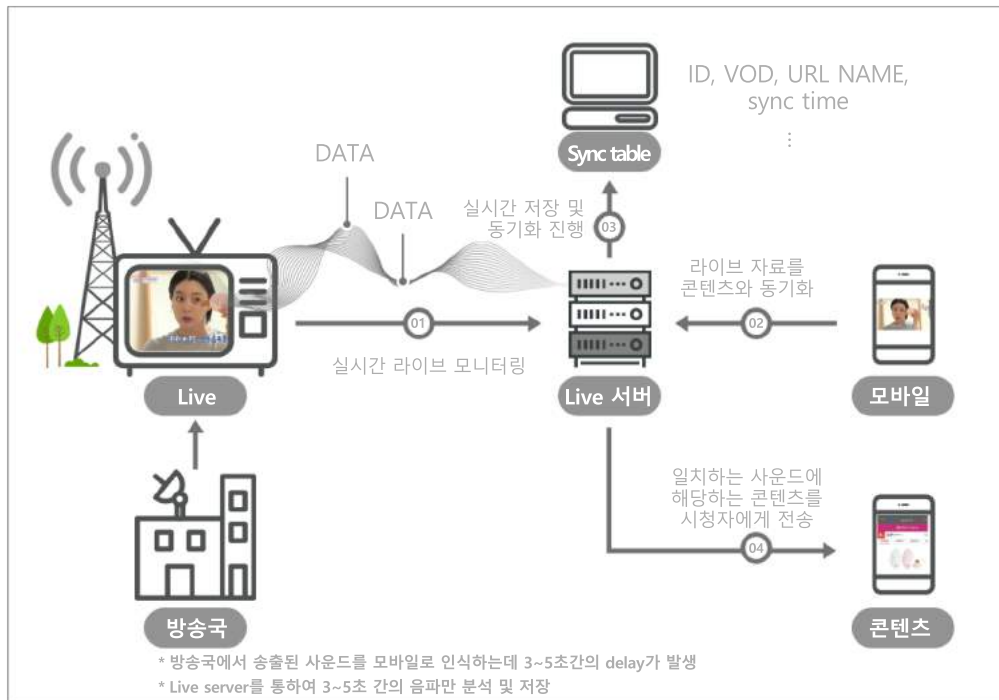 ID, VOD, URL NAME,
sync time
⋮
Sync table
DATA
DATA
실시간 저장 및
동기화 진행
03
라이브 자료를
콘텐츠와 동기화
01
02
실시간 라이브 모니터링
Live
Live 서버
모바일
일치하는 사운드에
해당하는 콘텐츠를
시청자에게 전송
04
방송국
콘텐츠
* 방송국에서 송출된 사운드를 모바일로 인식하는데 3~5초간의 delay가 발생
* Live server를 통하여 3~5초 간의 음파만 분석 및 저장